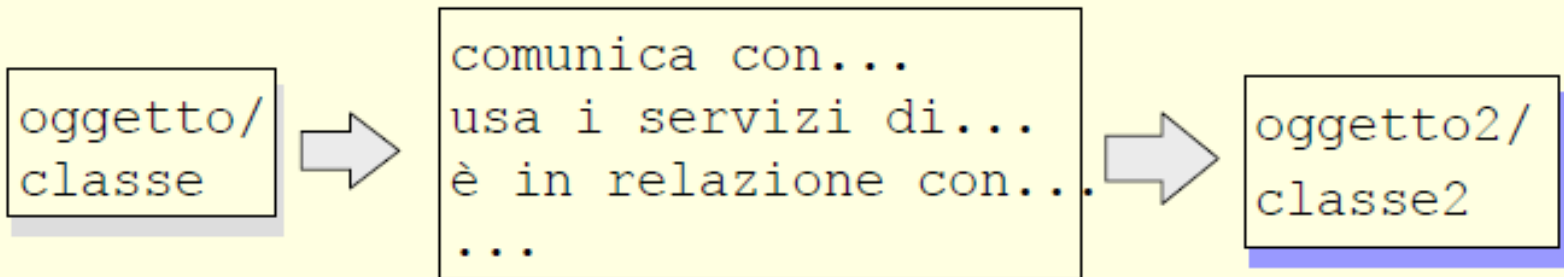 oggetto/
classe
comunica con...
usa i servizi di...
è in relazione con...
...
oggetto2/
classe2